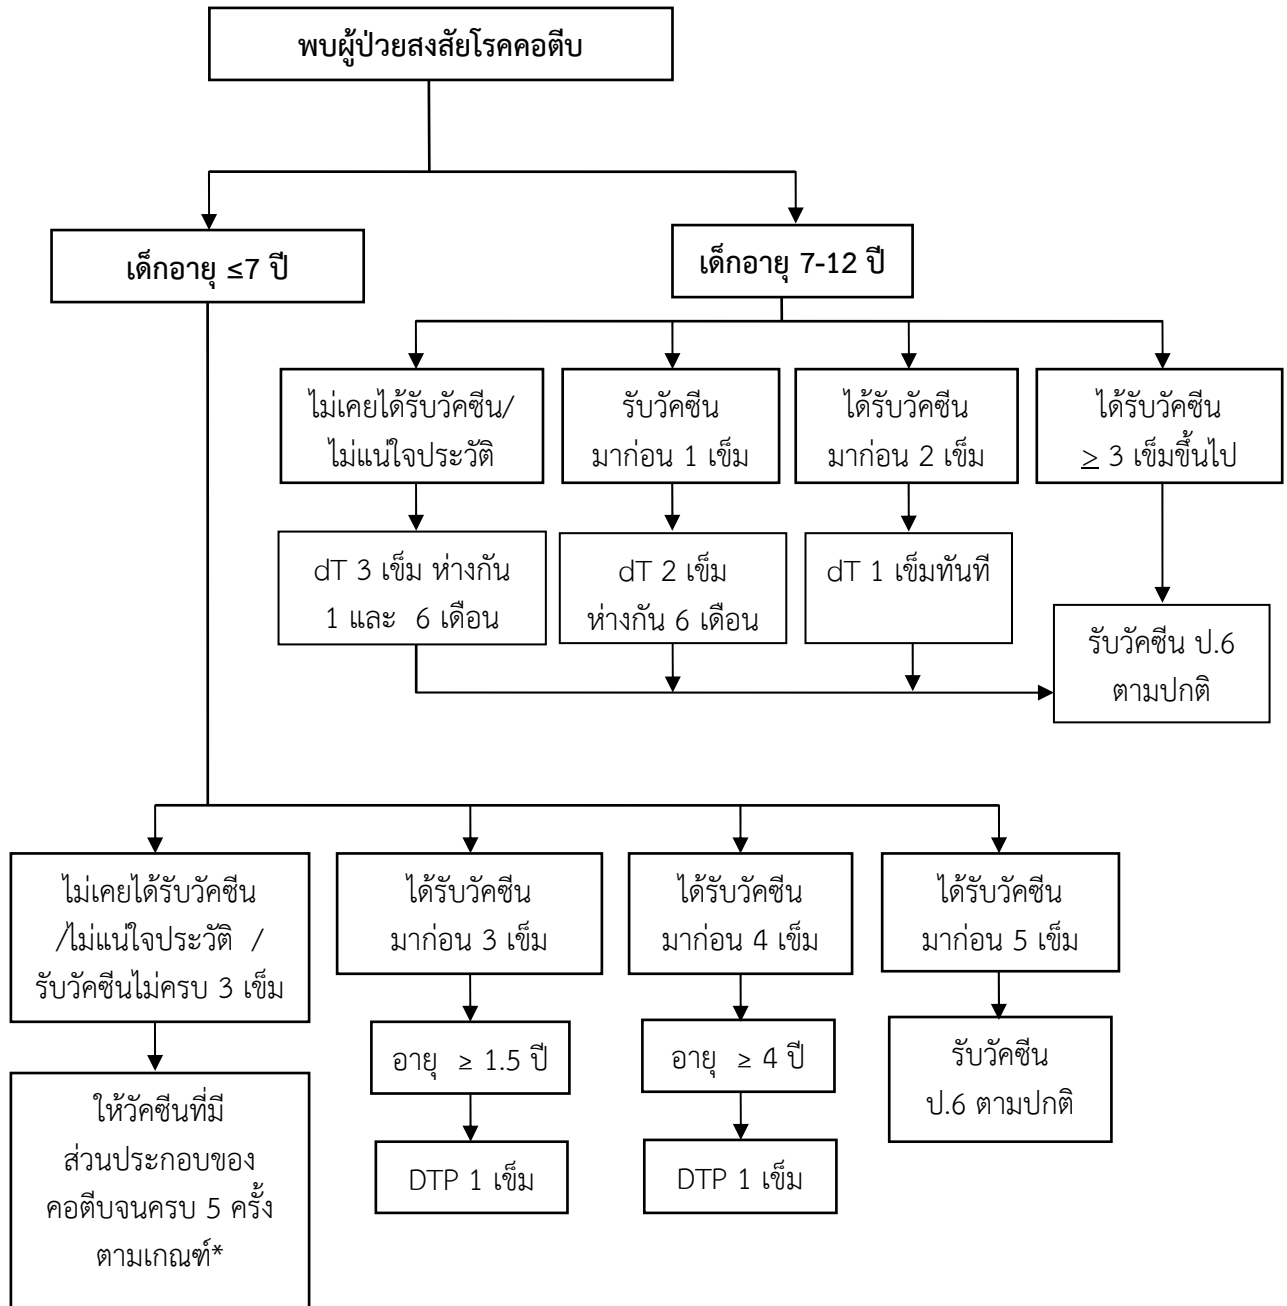 พบผู้ป่วยสงสัยโรคคอตีบ
เด็กอายุ ≤7 ปี
เด็กอายุ 7-12 ปี
ไม่เคยได้รับวัคซีน/
ไม่แน่ใจประวัติ
รับวัคซีน
มาก่อน 1 เข็ม
ได้รับวัคซีน
มาก่อน 2 เข็ม
ได้รับวัคซีน
≥ 3 เข็มขึ้นไป
dT 3 เข็ม ห่างกัน
1 และ 6 เดือน
dT 2 เข็ม
ห่างกัน 6 เดือน
dT 1 เข็มทันที
รับวัคซีน ป.6
ตามปกติ
ไม่เคยได้รับวัคซีน
/ไม่แน่ใจประวัติ /
รับวัคซีนไม่ครบ 3 เข็ม
ได้รับวัคซีน
มาก่อน 3 เข็ม
ได้รับวัคซีน
มาก่อน 4 เข็ม
ได้รับวัคซีน
มาก่อน 5 เข็ม
ให้วัคซีนที่มี
ส่วนประกอบของ
คอตีบจนครบ 5 ครั้ง
ตามเกณฑ์*
อายุ ≥ 1.5 ปี
DTP 1 เข็ม
อายุ ≥ 4 ปี
DTP 1 เข็ม
รับวัคซีน
ป.6 ตามปกติ